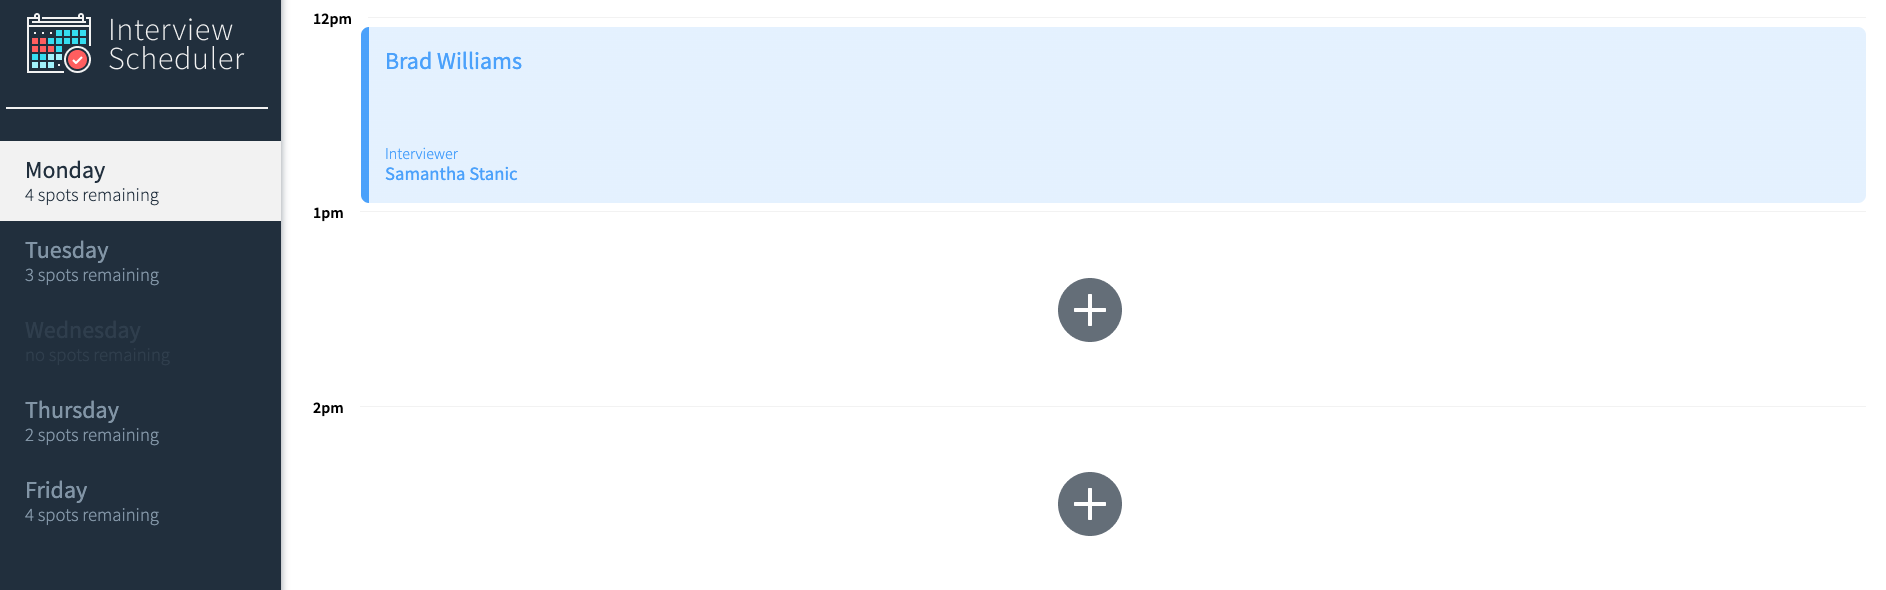 Interview
Scheduler
Monday
4 spots remaining
Tuesday
3 spots remaining
Wednesday
no spots remaining
Thursday
2 spots remaining
Friday
4 spots remaining
12pm
Brad Williams
Interviewer
Samantha Stanic
1pm
2pm